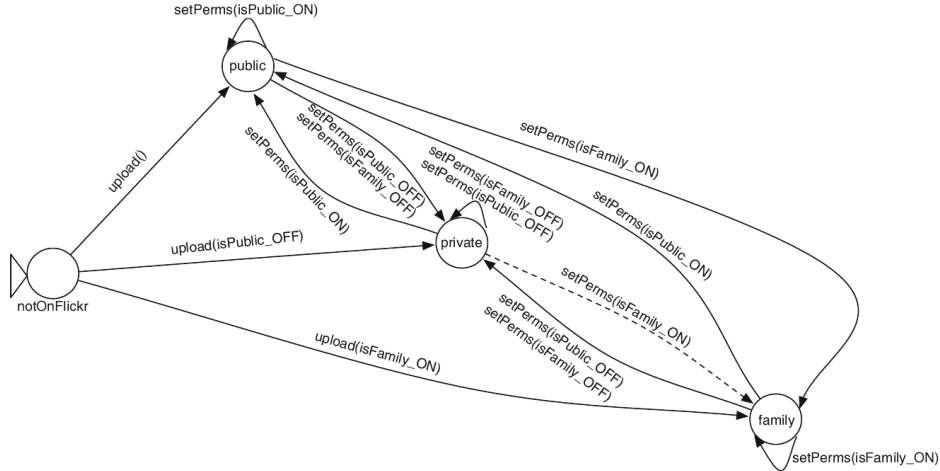 setPerms(isPublic_ON)
public
setPerms(isPublic_OFF)
setPerms(isFamily_OFF)
setPerms(isFamily_ON)
upload()
setPerms(isPublic_ON)
setPerms(isFamily_OFF)
setPerms(isPublic_OFF)
setPerms(isPublic_ON)
upload(isPublic_OFF)
private
setPerms(isFamily_ON)
notOnFlickr
setPerms(isPublic_OFF)
setPerms(isFamily_OFF)
upload(isFamily_ON)
family
setPerms(isFamily_ON)